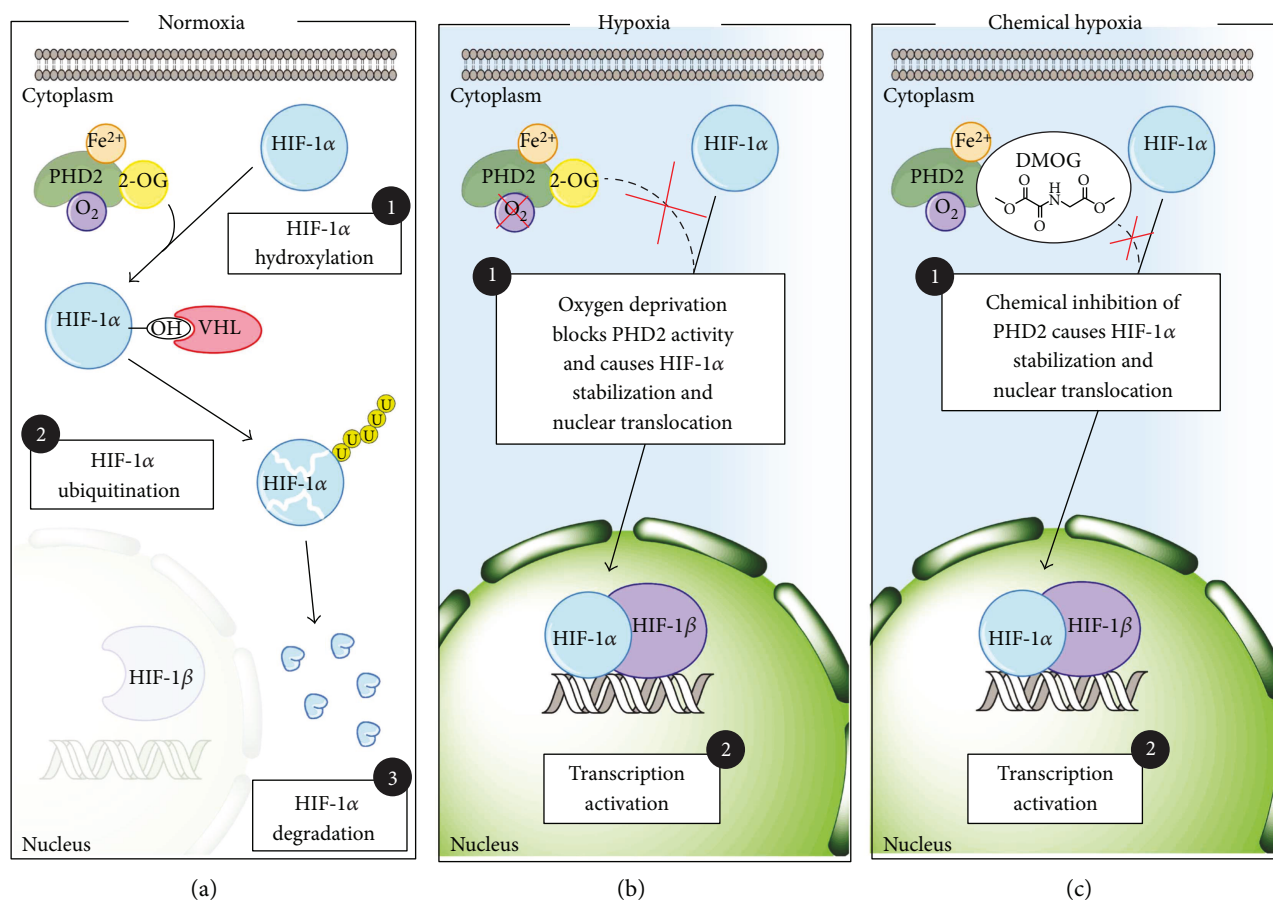 Normoxia
Cytoplasm
Fe2+
HIF-1α
PHD2
2-OG
O2
1
HIF-1α
hydroxylation
HIF-1α
OH
VHL
2
HIF-1α
ubiquitination
U
U
U
U
U
HIF-1α
HIF-1β
3
HIF-1α
degradation
Nucleus
(a)
Hypoxia
Cytoplasm
Fe2+
HIF-1α
PHD2
2-OG
O2
1
Oxygen deprivation
blocks PHD2 activity
and causes HIF-1α
stabilization and
nuclear translocation
HIF-1α
HIF-1β
2
Transcription
activation
Nucleus
(b)
Chemical hypoxia
Cytoplasm
Fe2+
HIF-1α
DMOG
PHD2
O2
O
O
H
N
O
O
O
O
1
Chemical inhibition of
PHD2 causes HIF-1α
stabilization and
nuclear translocation
HIF-1α
HIF-1β
2
Transcription
activation
Nucleus
(c)